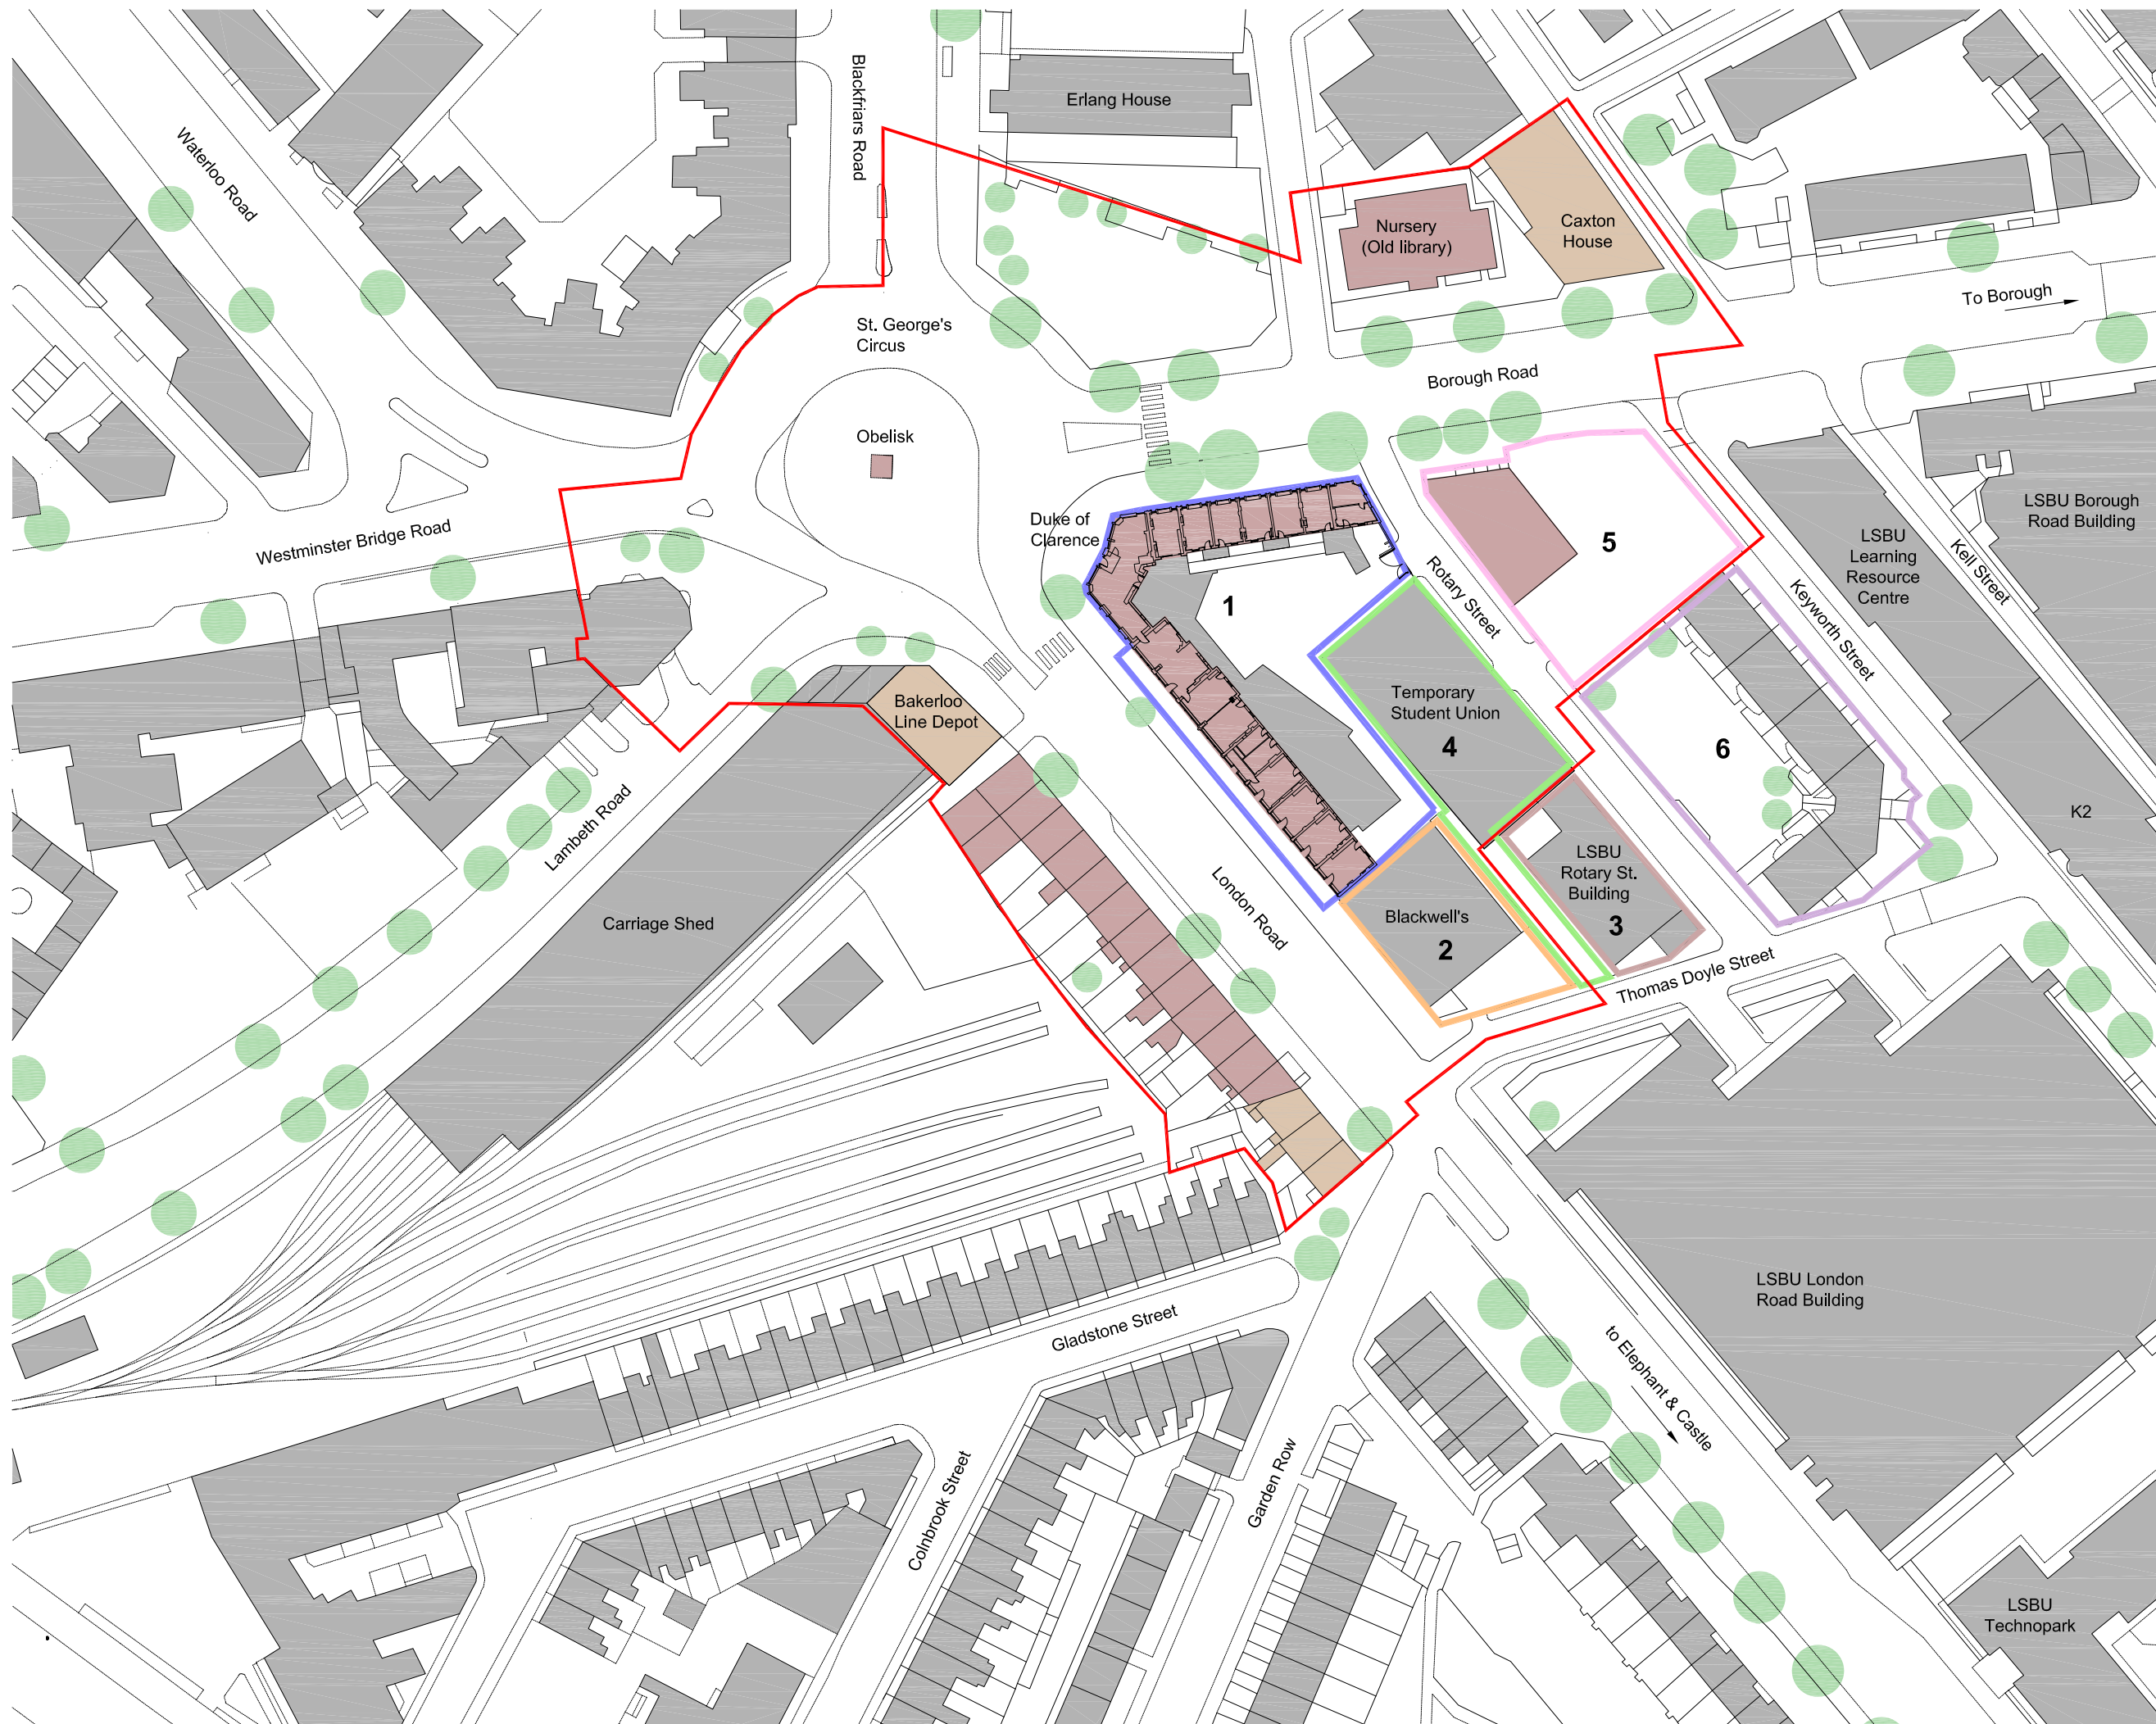 Blackfriars Road
Erlang House
Waterloo Road
Nursery
(Old library)
Caxton
House
To Borough
St. George's
Circus
Borough Road
Obelisk
Westminster Bridge Road
Duke of
Clarence
LSBU Borough
Road Building
LSBU
Learning
Resource
Centre
Kell Street
5
Rotary Street
1
Keyworth Street
Temporary
Student Union
4
Bakerloo
Line Depot
6
K2
Lambeth Road
London Road
LSBU
Rotary St.
Building
3
Carriage Shed
Blackwell's
2
Thomas Doyle Street
LSBU London
Road Building
Gladstone Street
to Elephant & Castle
Colnbrook Street
Garden Row
LSBU
Technopark